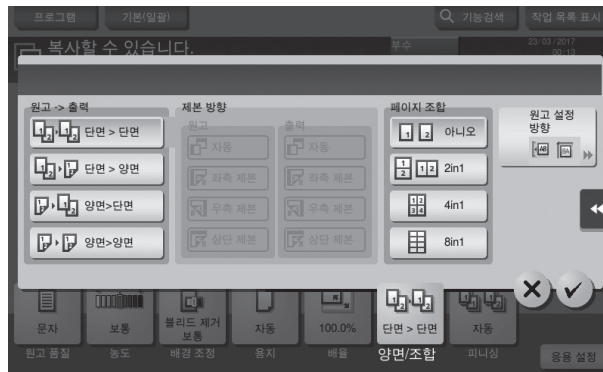 프로그램
기본(일괄)
기능검색
작업 목록 표시
복사할 수 있습니다.
부수
23/03/2017
00:13
원고 -> 출력
제본 방향
페이지 조합
원고 설정
방향
원고
출력
단면 > 단면
자동
자동
아니오
단면 > 양면
좌측 제본
좌측 제본
2in1
양면>단면
우측 제본
우측 제본
4in1
양면>양면
상단 제본
상단 제본
8in1
문자
보통
블리드 제거
보통
자동
100.0%
단면 > 단면
자동
원고 품질
농도
배경 조정
용지
배율
양면/조합
피니싱
응용 설정